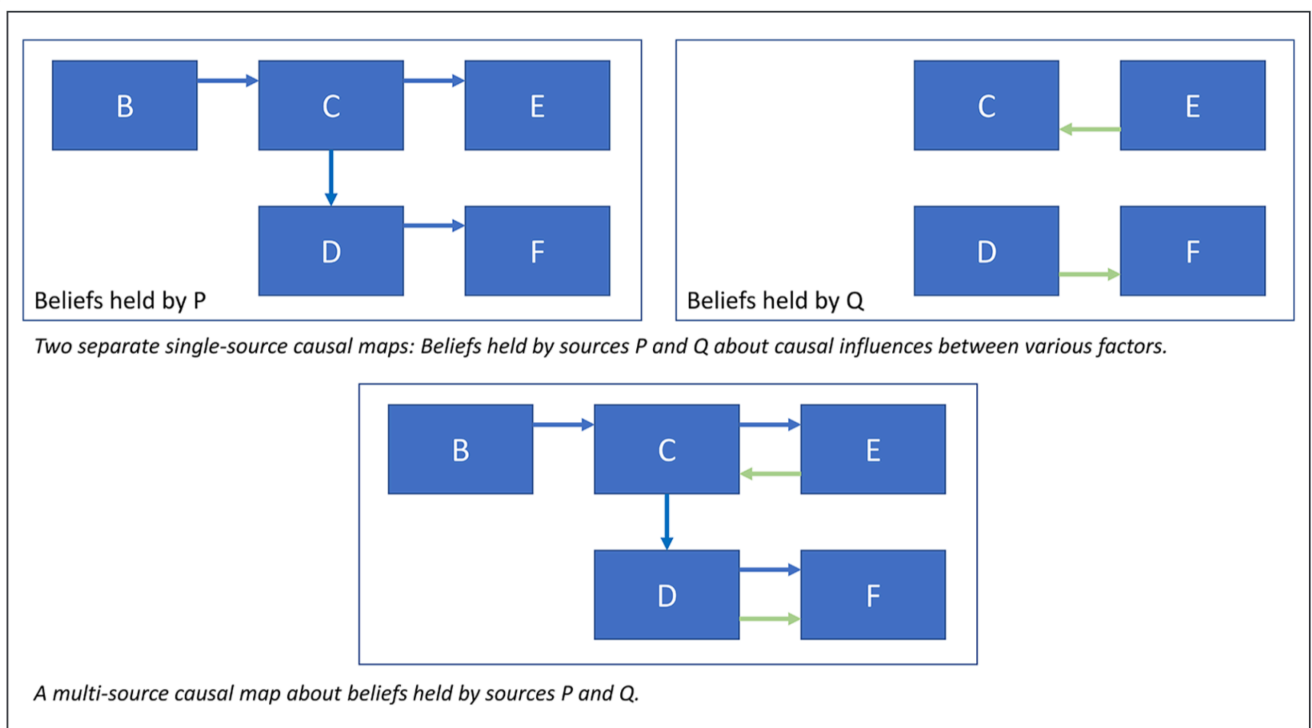 B
C
E
D
F
Beliefs held by P
C
E
D
F
Beliefs held by Q
Two separate single-source causal maps: Beliefs held by sources P and Q about causal influences between various factors.
B
C
E
D
F
A multi-source causal map about beliefs held by sources P and Q.